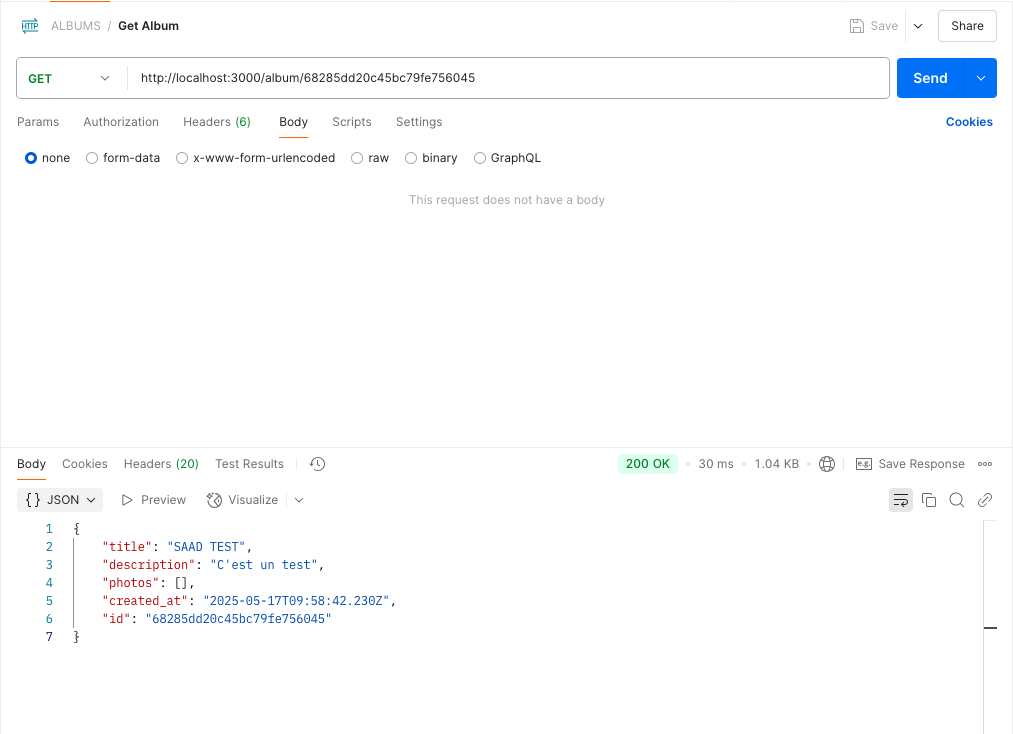 HTTP ALBUMS / Get Album Save Share
GET http://localhost:3000/album/68285dd20c45bc79fe756045 Send
Params Authorization Headers (6) Body Scripts Settings Cookies
none form-data x-www-form-urlencoded raw binary GraphQL
This request does not have a body
Body Cookies Headers (20) Test Results 200 OK • 30 ms • 1.04 KB • e.g. Save Response
{} JSON Preview Visualize
1 {
2 "title": "SAAD TEST",
3 "description": "C'est un test",
4 "photos": [],
5 "created_at": "2025-05-17T09:58:42.230Z",
6 "id": "68285dd20c45bc79fe756045"
7 }